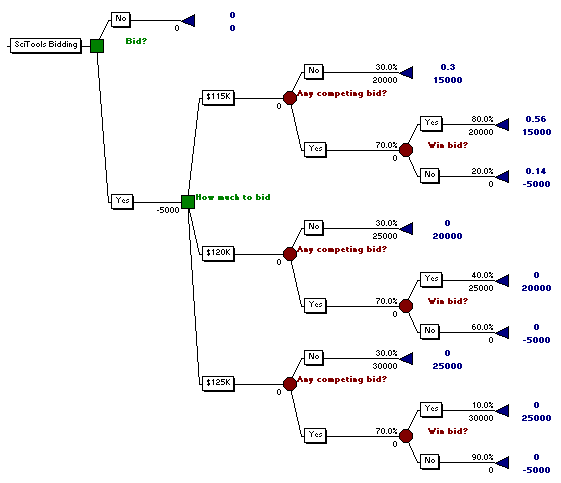 No
0
0
0
SciTools Bidding
Bid?
No
30.0%
0.3
20000
15000
$115K
0
Any competing bid?
Yes
80.0%
0.56
20000
15000
Yes
70.0%
0
Win bid?
No
20.0%
0.14
0
-5000
Yes
-5000
How much to bid
No
30.0%
0
25000
20000
$120K
0
Any competing bid?
Yes
40.0%
0
25000
20000
Yes
70.0%
0
Win bid?
No
60.0%
0
0
-5000
No
30.0%
0
30000
25000
$125K
0
Any competing bid?
Yes
10.0%
0
30000
25000
Yes
70.0%
0
Win bid?
No
90.0%
0
0
-5000